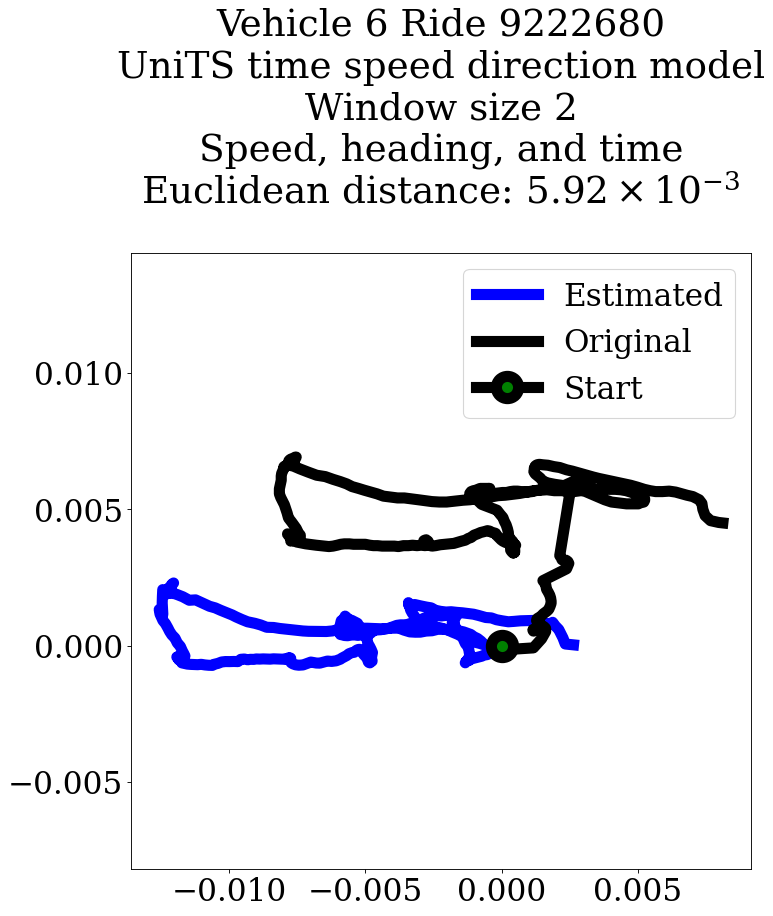 Vehicle 6 Ride 9222680
UniTS time speed direction model
Window size 2
Speed, heading, and time
Euclidean distance: 5.92 × 10⁻³
Estimated
Original
Start
0.010
0.005
0.000
−0.005
−0.010 −0.005 0.000 0.005